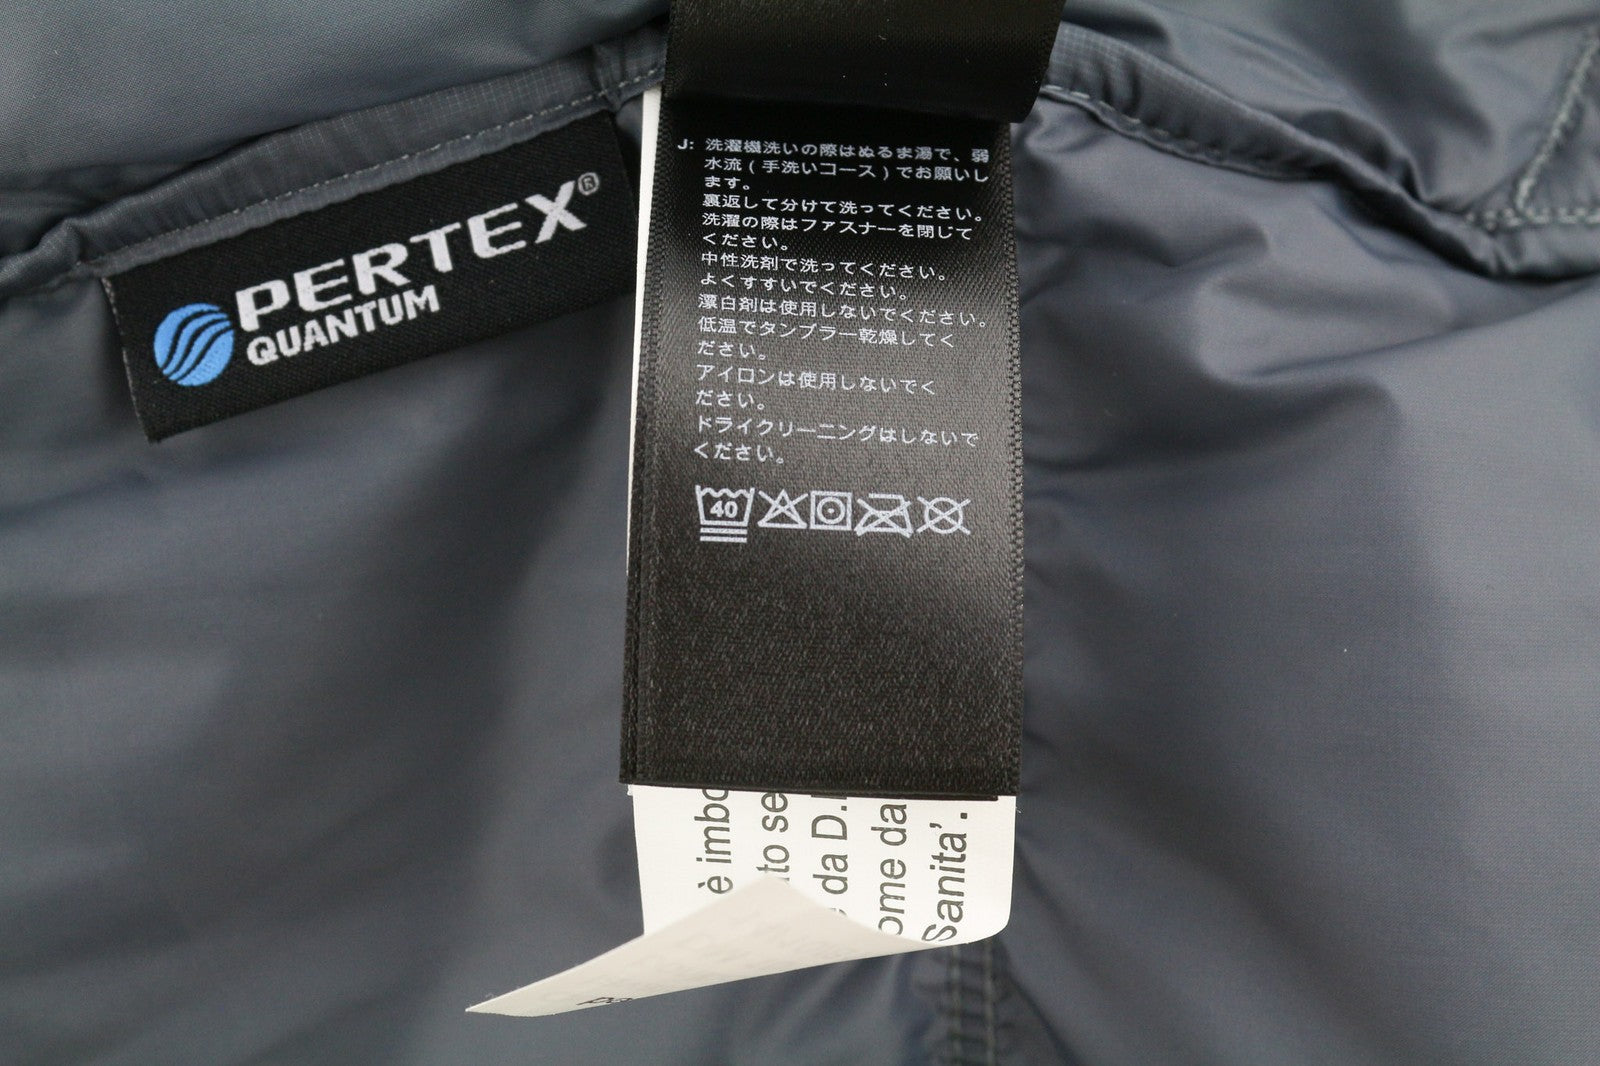 PERTEX®
QUANTUM
J: 洗濯機洗いの際はぬるま湯で、弱
水流(手洗いコース)でお願いし
ます。
裏返して分けて洗ってください。
洗濯の際はファスナーを閉じて
ください。
中性洗剤で洗ってください。
よくすすいでください。
漂白剤は使用しないでください。
低温でタンブラー乾燥してく
ださい。
アイロンは使用しないでく
ださい。
ドライクリーニングはしないで
ください。
40
è imbo
to se
da D.
ome da
Sanita'.